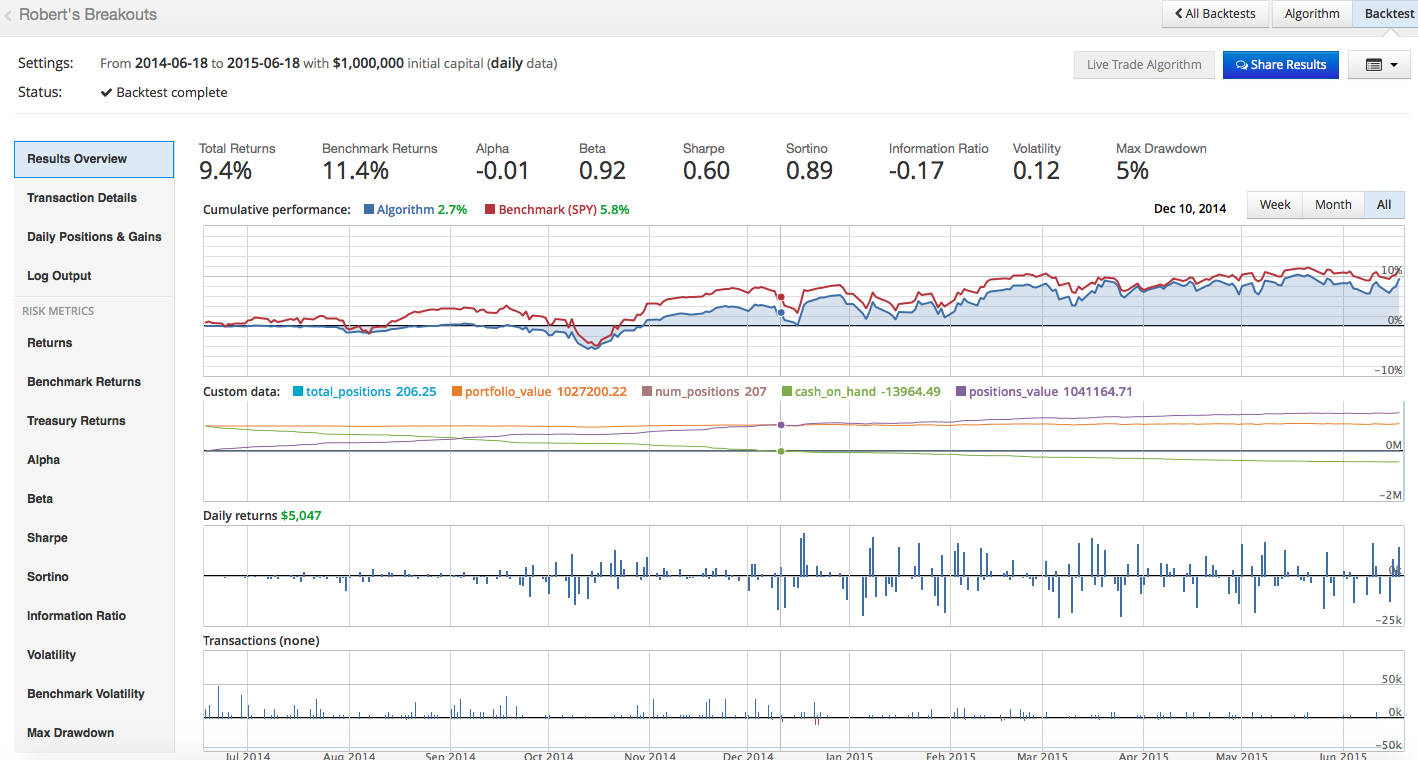 Robert's Breakouts
All Backtests Algorithm Backtest
Settings: From 2014-06-18 to 2015-06-18 with $1,000,000 initial capital (daily data)
Live Trade Algorithm Share Results
Status: Backtest complete
Results Overview
Transaction Details
Daily Positions & Gains
Log Output
RISK METRICS
Returns
Benchmark Returns
Treasury Returns
Alpha
Beta
Sharpe
Sortino
Information Ratio
Volatility
Benchmark Volatility
Max Drawdown
Total Returns Benchmark Returns Alpha Beta Sharpe Sortino Information Ratio Volatility Max Drawdown
9.4% 11.4% -0.01 0.92 0.60 0.89 -0.17 0.12 5%
Cumulative performance: Algorithm 2.7% Benchmark (SPY) 5.8% Dec 10, 2014 Week Month All
10%
0%
-10%
Custom data: total_positions 206.25 portfolio_value 1027200.22 num_positions 207 cash_on_hand -13964.49 positions_value 1041164.71
0M
-2M
Daily returns $5,047
0k
-25k
Transactions (none)
50k
0k
-50k
Jul 2014 Aug 2014 Sep 2014 Oct 2014 Nov 2014 Dec 2014 Jan 2015 Feb 2015 Mar 2015 Apr 2015 May 2015 Jun 2015